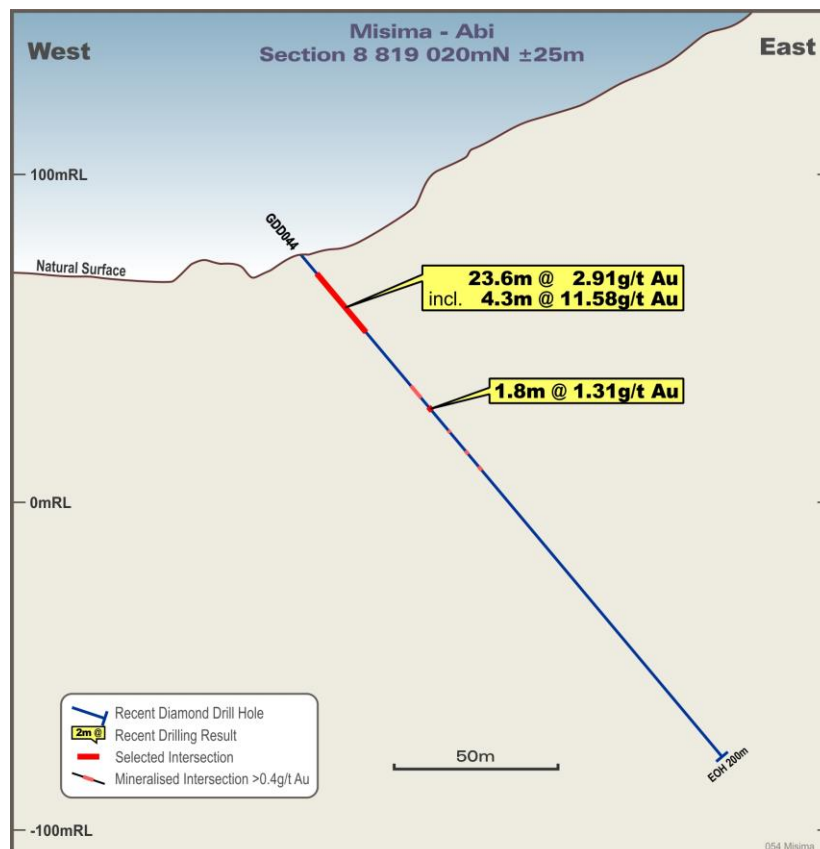 Misima - Abi
Section 8 819 020mN ±25m
West
East
100mRL
GDD044
Natural Surface
23.6m @ 2.91g/t Au
incl. 4.3m @ 11.58g/t Au
1.8m @ 1.31g/t Au
0mRL
Recent Diamond Drill Hole
2m @
Recent Drilling Result
Selected Intersection
Mineralised Intersection >0.4g/t Au
50m
EOH 200m
-100mRL
054 Misima